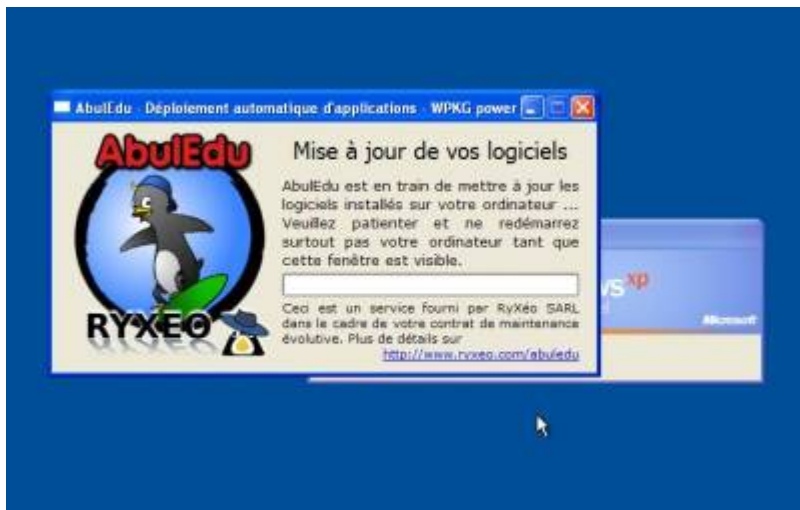 AbulEdu - Déploiement automatique d'applications - WPKG power
AbulEdu
Mise à jour de vos logiciels
AbulEdu est en train de mettre à jour les
logiciels installés sur votre ordinateur ...
Veuillez patienter et ne redémarrez
surtout pas votre ordinateur tant que
cette fenêtre est visible.
RYXEO
Ceci est un service fourni par RyXéo SARL
dans le cadre de votre contrat de maintenance
évolutive. Plus de détails sur
http://www.ryxeo.com/abuledu
ws xp
Microsoft